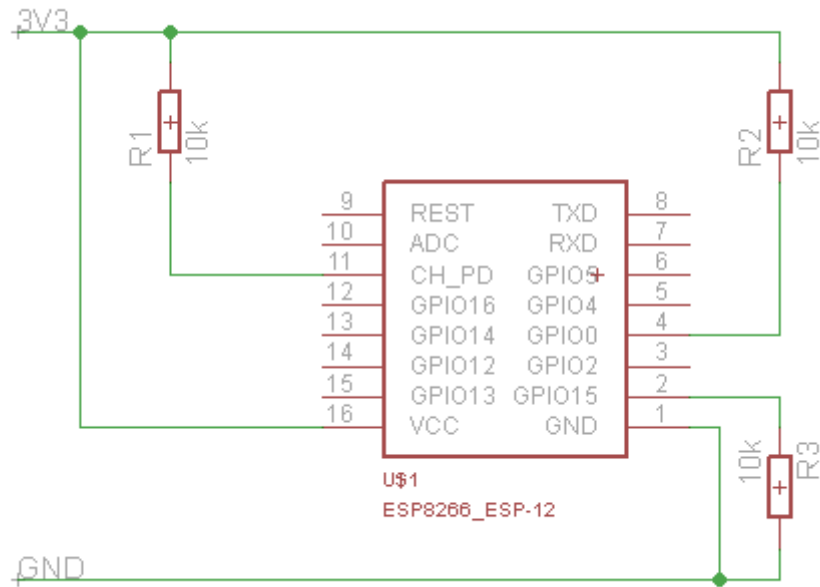 3V3
R1
10k
R2
10k
9 REST TXD 8
10 ADC RXD 7
11 CH_PD GPIO5 6
12 GPIO16 GPIO4 5
13 GPIO14 GPIO0 4
14 GPIO12 GPIO2 3
15 GPIO13 GPIO15 2
16 VCC GND 1
10k
R3
U$1
ESP8266_ESP-12
GND